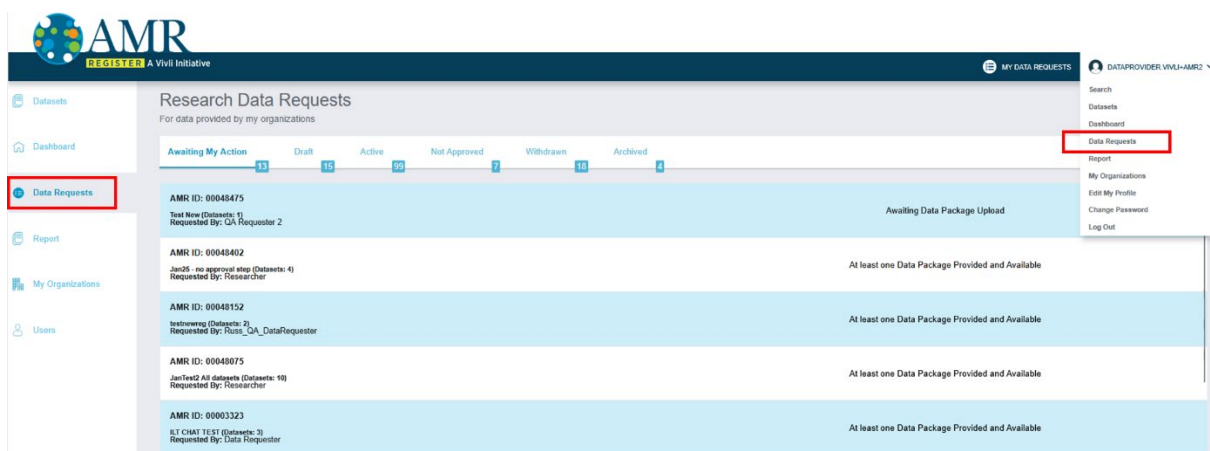 AMR
REGISTER A Vivli Initiative
MY DATA REQUESTS
DATAPROVIDER.VIVLI+AMR2
Search
Datasets
Dashboard
Data Requests
Report
My Organizations
Edit My Profile
Change Password
Log Out
Datasets
Dashboard
Data Requests
Report
My Organizations
Users
Research Data Requests
For data provided by my organizations
Awaiting My Action 13 Draft 15 Active 99 Not Approved 7 Withdrawn 18 Archived 4
AMR ID: 00048475
Test New (Datasets: 1)
Requested By: QA Requester 2
Awaiting Data Package Upload
AMR ID: 00048402
Jan25 - no approval step (Datasets: 4)
Requested By: Researcher
At least one Data Package Provided and Available
AMR ID: 00048152
testnewreg (Datasets: 2)
Requested By: Russ_QA_DataRequester
At least one Data Package Provided and Available
AMR ID: 00048075
JanTest2 All datasets (Datasets: 10)
Requested By: Researcher
At least one Data Package Provided and Available
AMR ID: 00003323
ILT CHAT TEST (Datasets: 3)
Requested By: Data Requester
At least one Data Package Provided and Available